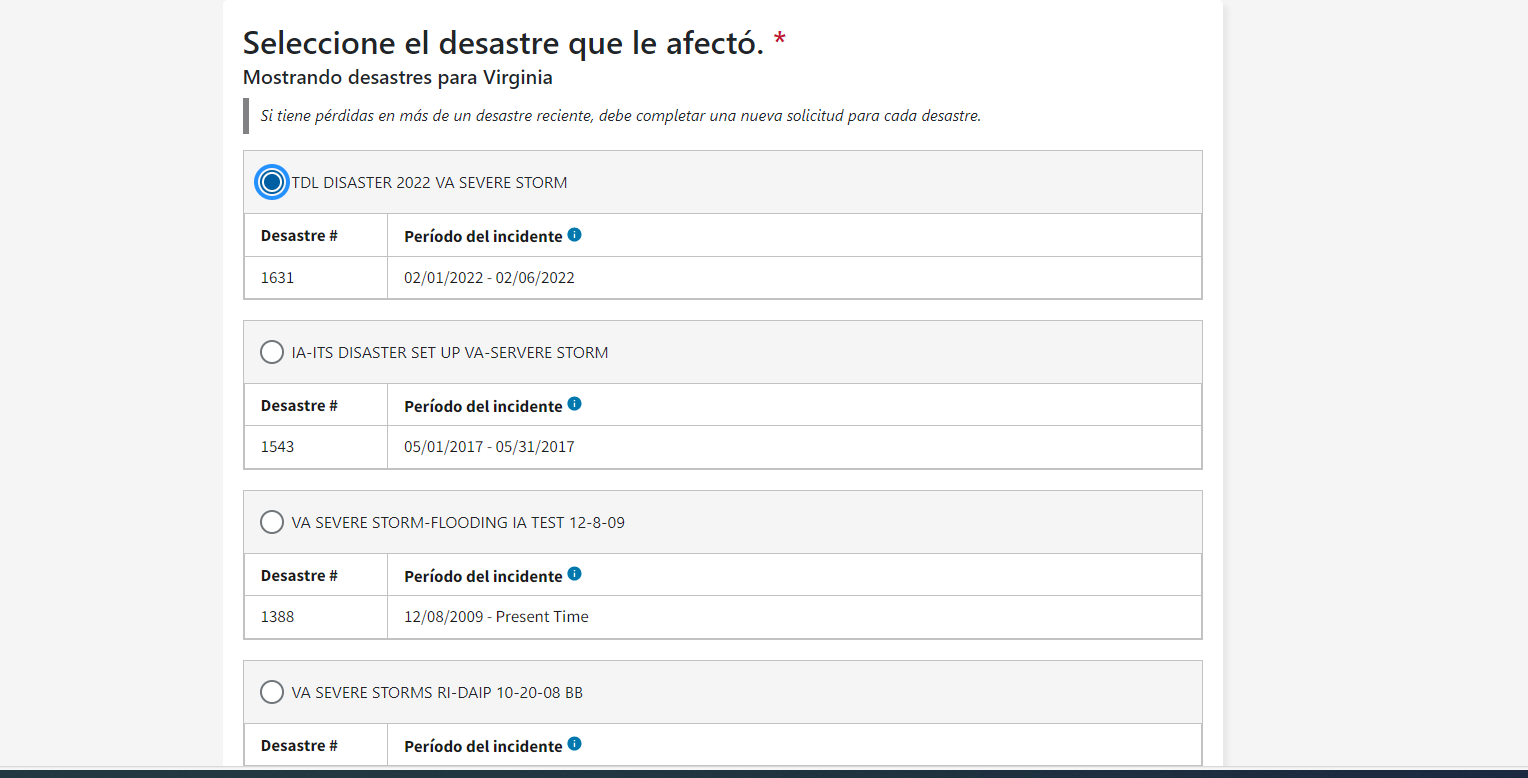 Seleccione el desastre que le afectó. *
Mostrando desastres para Virginia
Si tiene pérdidas en más de un desastre reciente, debe completar una nueva solicitud para cada desastre.
TDL DISASTER 2022 VA SEVERE STORM
Desastre # Período del incidente
1631 02/01/2022 - 02/06/2022
IA-ITS DISASTER SET UP VA-SERVERE STORM
Desastre # Período del incidente
1543 05/01/2017 - 05/31/2017
VA SEVERE STORM-FLOODING IA TEST 12-8-09
Desastre # Período del incidente
1388 12/08/2009 - Present Time
VA SEVERE STORMS RI-DAIP 10-20-08 BB
Desastre # Período del incidente